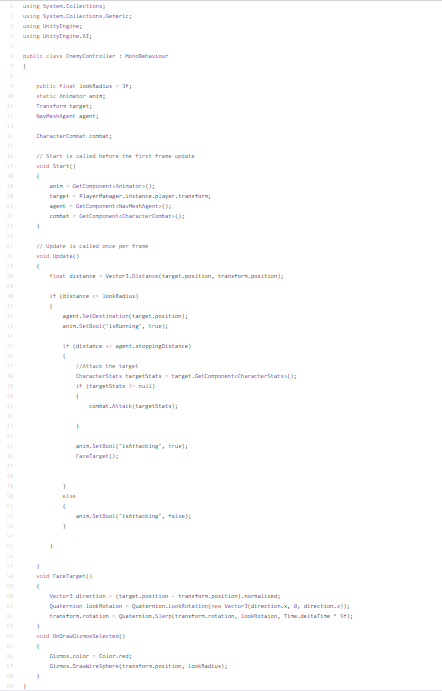 using System.Collections;
using System.Collections.Generic;
using UnityEngine;
using UnityEngine.AI;
public class EnemyController : MonoBehaviour
{
public float lookRadius = 3f;
static Animator anim;
Transform target;
NavMeshAgent agent;
CharacterCombat combat;
// Start is called before the first frame update
void Start()
{
anim = GetComponent<Animator>();
target = PlayerManager.instance.player.transform;
agent = GetComponent<NavMeshAgent>();
combat = GetComponent<CharacterCombat>();
}
// Update is called once per frame
void Update()
{
float distance = Vector3.Distance(target.position, transform.position);
if (distance <= lookRadius)
{
agent.SetDestination(target.position);
anim.SetBool("isRunning", true);
if (distance <= agent.stoppingDistance)
{
//Attack the target
CharacterStats targetStats = target.GetComponent<CharacterStats>();
if (targetStats != null)
{
combat.Attack(targetStats);
}
anim.SetBool("isAttacking", true);
FaceTarget();
}
else
{
anim.SetBool("isAttacking", false);
}
}
}
void FaceTarget()
{
Vector3 direction = (target.position - transform.position).normalized;
Quaternion lookRotaion = Quaternion.LookRotation(new Vector3(direction.x, 0, direction.z));
transform.rotation = Quaternion.Slerp(transform.rotation, lookRotaion, Time.deltaTime * 5f);
}
void OnDrawGizmosSelected()
{
Gizmos.color = Color.red;
Gizmos.DrawWireSphere(transform.position, lookRadius);
}
}